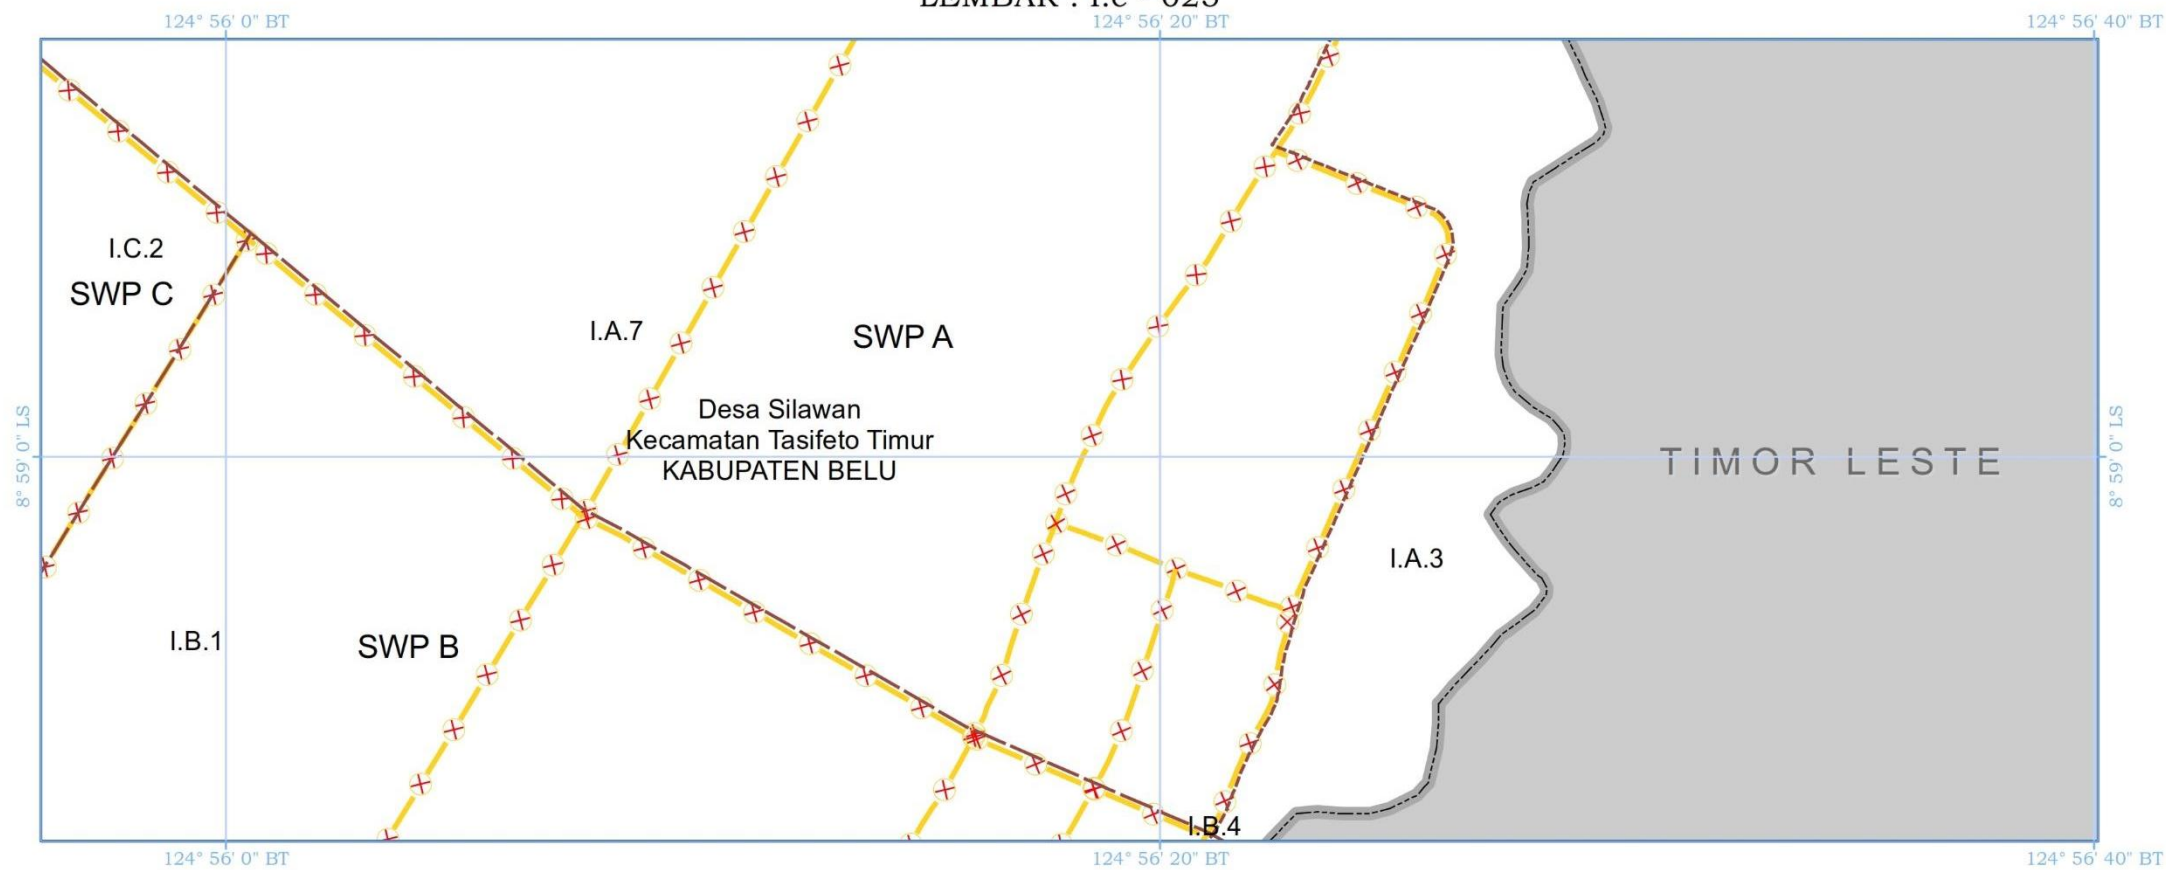 124° 56' 0" BT
124° 56' 20" BT
124° 56' 40" BT
I.C.2
SWP C
I.A.7
SWP A
Desa Silawan
Kecamatan Tasifeto Timur
KABUPATEN BELU
8° 59' 0" LS
TIMOR LESTE
8° 59' 0" LS
I.A.3
I.B.1
SWP B
I.B.4
124° 56' 0" BT
124° 56' 20" BT
124° 56' 40" BT